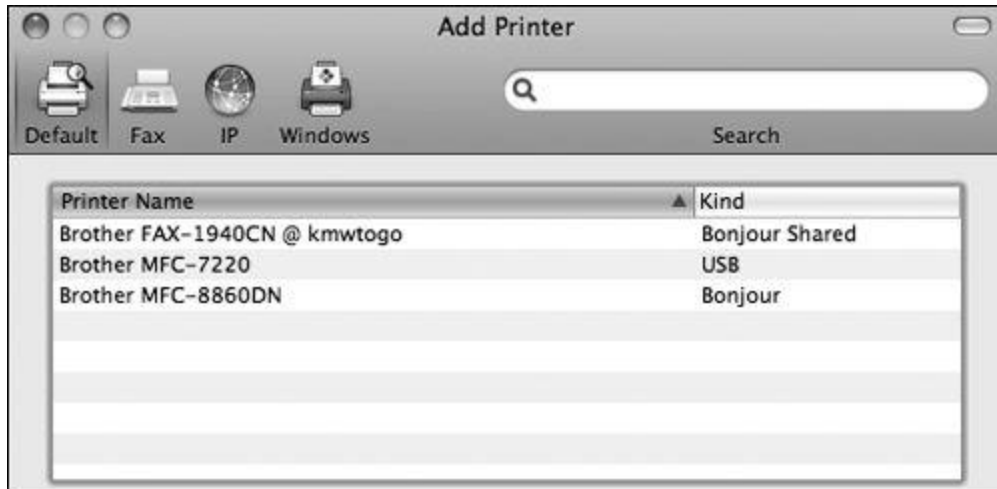 Add Printer
Default Fax IP Windows Search
Printer Name Kind
Brother FAX-1940CN @ kmwtogo Bonjour Shared
Brother MFC-7220 USB
Brother MFC-8860DN Bonjour